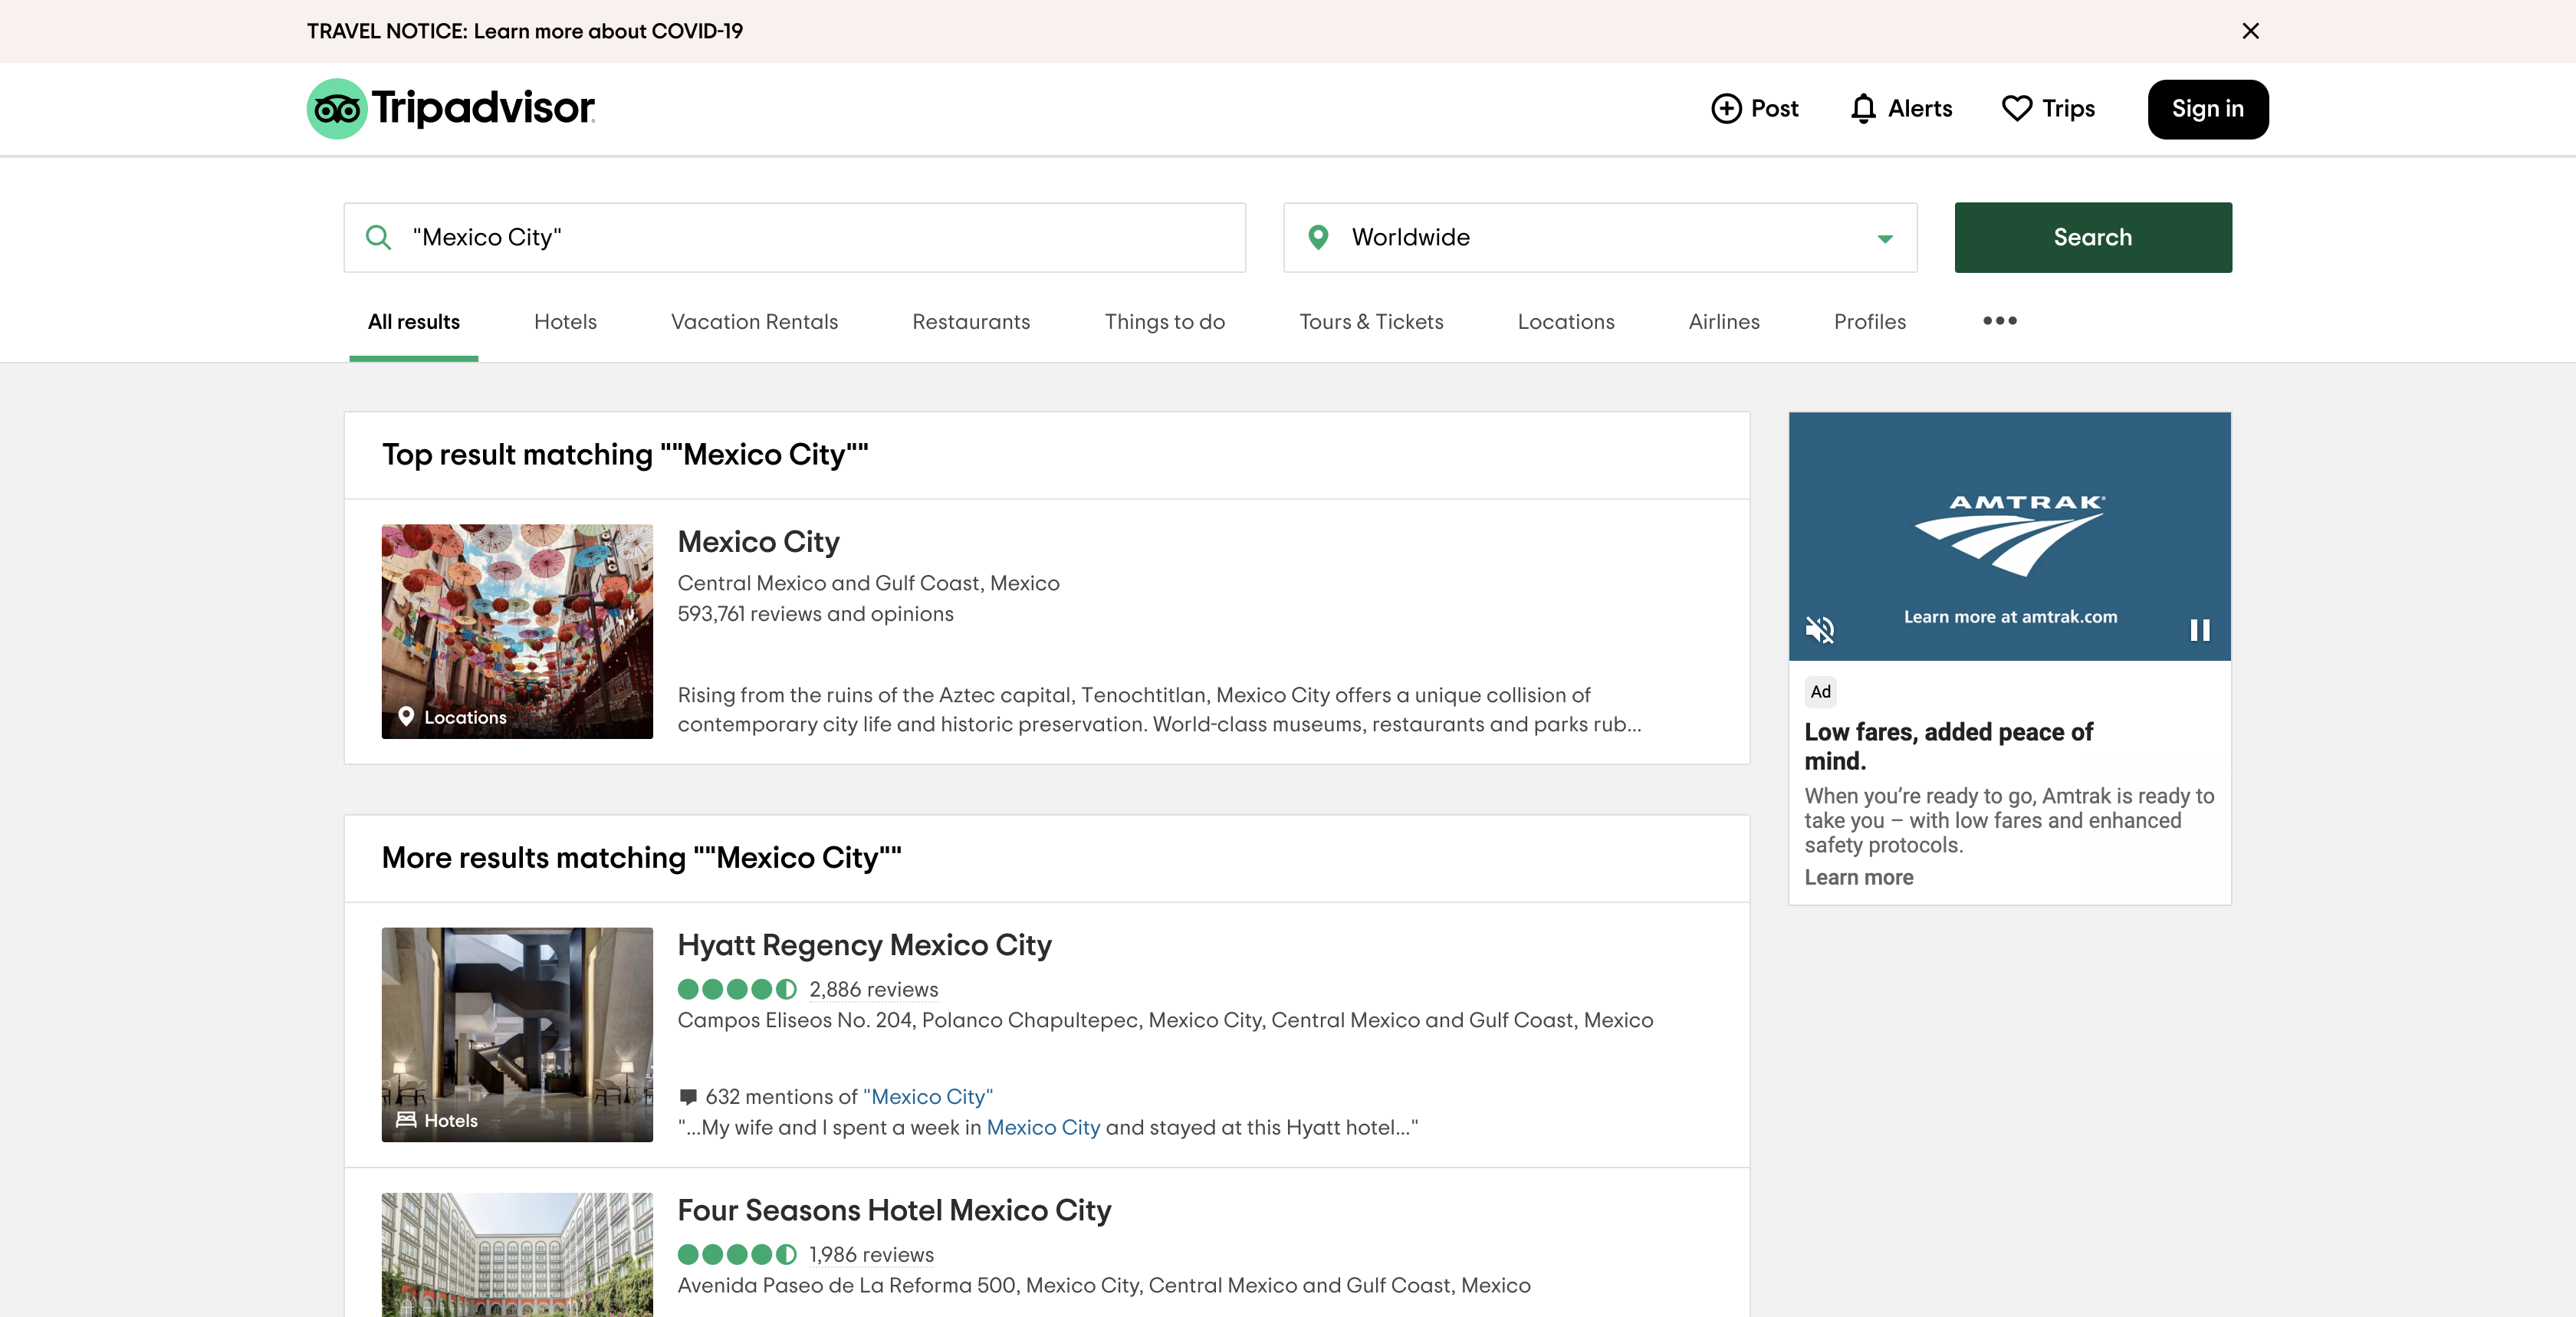 TRAVEL NOTICE: Learn more about COVID-19
Tripadvisor
Post
Alerts
Trips
Sign in
"Mexico City"
Worldwide
Search
All results
Hotels
Vacation Rentals
Restaurants
Things to do
Tours & Tickets
Locations
Airlines
Profiles
Top result matching ""Mexico City""
Locations
Mexico City
Central Mexico and Gulf Coast, Mexico
593,761 reviews and opinions
Rising from the ruins of the Aztec capital, Tenochtitlan, Mexico City offers a unique collision of
contemporary city life and historic preservation. World-class museums, restaurants and parks rub...
AMTRAK
Learn more at amtrak.com
Ad
Low fares, added peace of
mind.
When you’re ready to go, Amtrak is ready to
take you – with low fares and enhanced
safety protocols.
Learn more
More results matching ""Mexico City""
Hotels
Hyatt Regency Mexico City
2,886 reviews
Campos Eliseos No. 204, Polanco Chapultepec, Mexico City, Central Mexico and Gulf Coast, Mexico
632 mentions of "Mexico City"
"...My wife and I spent a week in Mexico City and stayed at this Hyatt hotel..."
Four Seasons Hotel Mexico City
1,986 reviews
Avenida Paseo de La Reforma 500, Mexico City, Central Mexico and Gulf Coast, Mexico